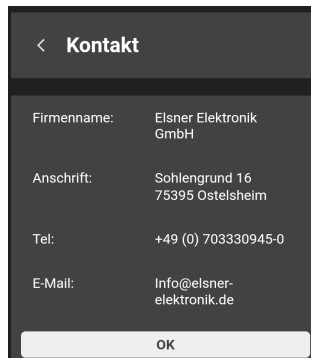 Kontakt
Firmenname:
Elsner Elektronik
GmbH
Anschrift:
Sohlengrund 16
75395 Ostelsheim
Tel:
+49 (0) 703330945-0
E-Mail:
Info@elsner-
elektronik.de
OK